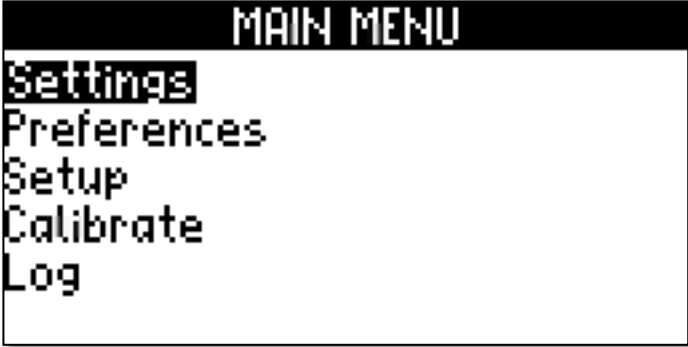 MAIN MENU
Settings
Preferences
Setup
Calibrate
Log